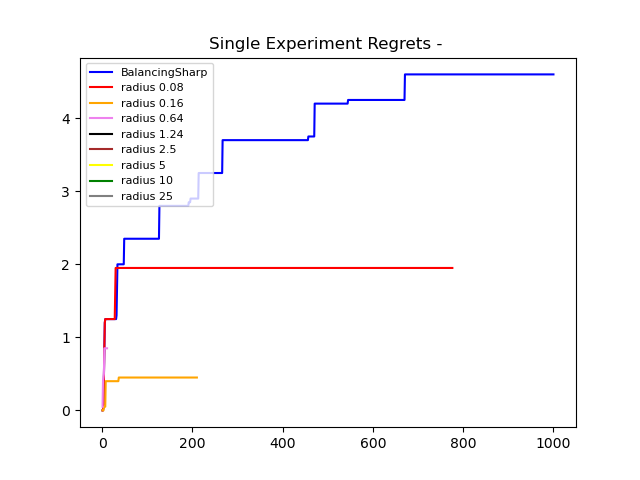 Single Experiment Regrets -
BalancingSharp
radius 0.08
radius 0.16
radius 0.64
radius 1.24
radius 2.5
radius 5
radius 10
radius 25
4
3
2
1
0
0 200 400 600 800 1000